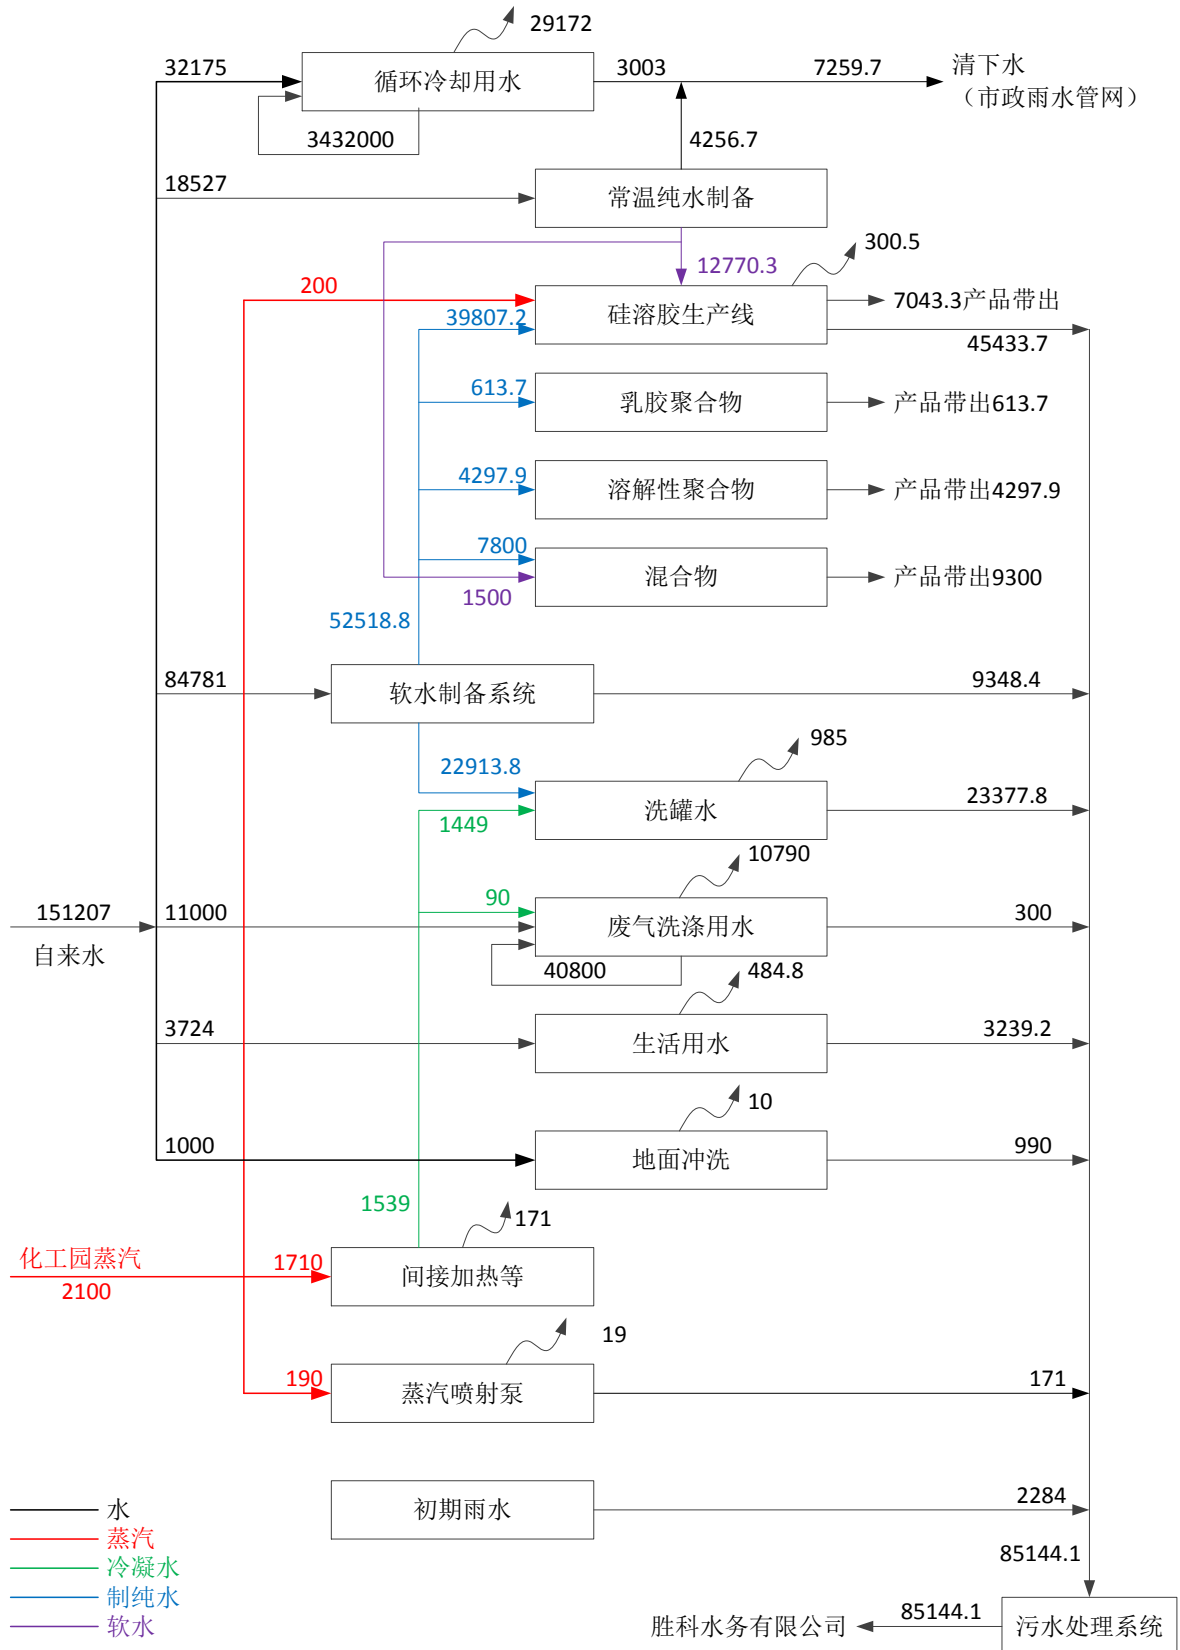 29172
32175
循环冷却用水
3003
7259.7
清下水
（市政雨水管网）
3432000
4256.7
18527
常温纯水制备
300.5
12770.3
200
7043.3产品带出
39807.2
硅溶胶生产线
45433.7
613.7
乳胶聚合物
产品带出613.7
4297.9
溶解性聚合物
产品带出4297.9
7800
混合物
产品带出9300
1500
52518.8
84781
软水制备系统
9348.4
985
22913.8
洗罐水
23377.8
1449
10790
90
151207
11000
废气洗涤用水
300
自来水
40800
484.8
3724
生活用水
3239.2
10
1000
地面冲洗
990
1539
171
化工园蒸汽
1710
间接加热等
2100
19
190
蒸汽喷射泵
171
初期雨水
2284
水
蒸汽
85144.1
冷凝水
制纯水
软水
胜科水务有限公司
85144.1
污水处理系统